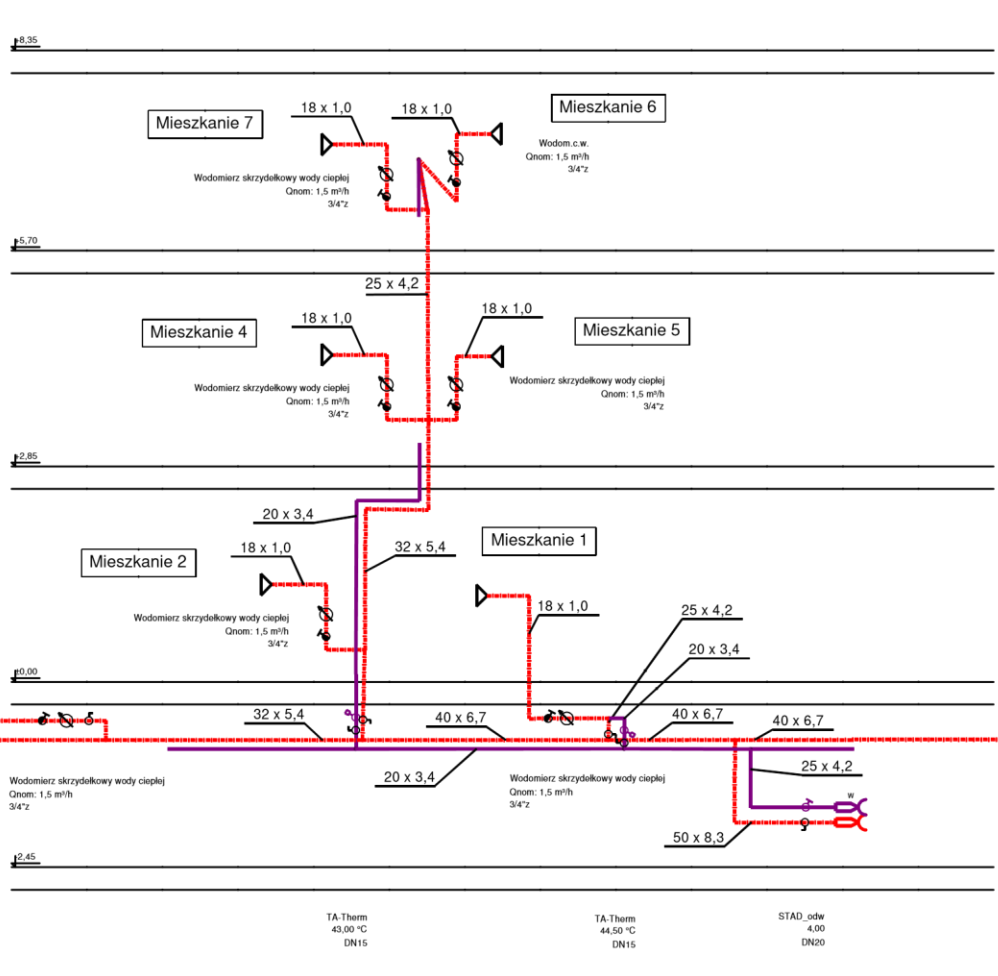 +8,35
18 x 1,0
18 x 1,0
Mieszkanie 6
Mieszkanie 7
Wodom.c.w.
Qnom: 1,5 m³/h
3/4"z
Wodomierz skrzydełkowy wody ciepłej
Qnom: 1,5 m³/h
3/4"z
+5,70
25 x 4,2
18 x 1,0
18 x 1,0
Mieszkanie 4
Mieszkanie 5
Wodomierz skrzydełkowy wody ciepłej
Qnom: 1,5 m³/h
3/4"z
Wodomierz skrzydełkowy wody ciepłej
Qnom: 1,5 m³/h
3/4"z
+2,85
20 x 3,4
18 x 1,0
32 x 5,4
Mieszkanie 1
Mieszkanie 2
18 x 1,0
25 x 4,2
Wodomierz skrzydełkowy wody ciepłej
Qnom: 1,5 m³/h
3/4"z
20 x 3,4
±0,00
32 x 5,4
40 x 6,7
40 x 6,7
40 x 6,7
20 x 3,4
25 x 4,2
Wodomierz skrzydełkowy wody ciepłej
Qnom: 1,5 m³/h
3/4"z
Wodomierz skrzydełkowy wody ciepłej
Qnom: 1,5 m³/h
3/4"z
w
50 x 8,3
-2,45
TA-Therm
43,00 °C
DN15
TA-Therm
44,50 °C
DN15
STAD_odw
4,00
DN20